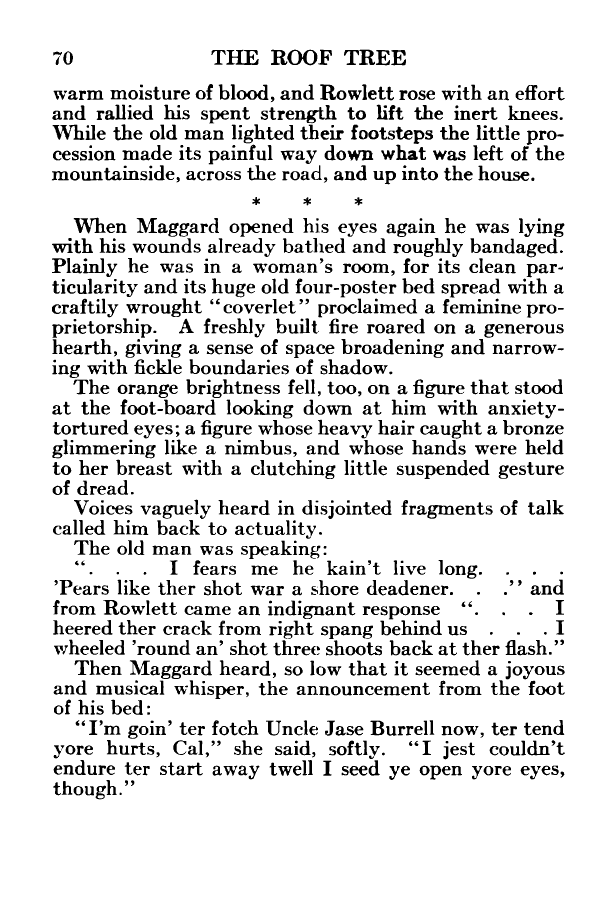 70 THE ROOF TREE
warm moisture of blood, and Rowlett rose with an effort
and rallied his spent strength to lift the inert knees.
While the old man lighted their footsteps the little pro-
cession made its painful way down what was left of the
mountainside, across the road, and up into the house.
* * *
When Maggard opened his eyes again he was lying
with his wounds already bathed and roughly bandaged.
Plainly he was in a woman's room, for its clean par-
ticularity and its huge old four-poster bed spread with a
craftily wrought "coverlet" proclaimed a feminine pro-
prietorship. A freshly built fire roared on a generous
hearth, giving a sense of space broadening and narrow-
ing with fickle boundaries of shadow.
The orange brightness fell, too, on a figure that stood
at the foot-board looking down at him with anxiety-
tortured eyes; a figure whose heavy hair caught a bronze
glimmering like a nimbus, and whose hands were held
to her breast with a clutching little suspended gesture
of dread.
Voices vaguely heard in disjointed fragments of talk
called him back to actuality.
The old man was speaking:
". . . I fears me he kain't live long. . . .
'Pears like ther shot war a shore deadener. . ." and
from Rowlett came an indignant response ". . . I
heered ther crack from right spang behind us . . . I
wheeled 'round an' shot three shoots back at ther flash."
Then Maggard heard, so low that it seemed a joyous
and musical whisper, the announcement from the foot
of his bed:
"I'm goin' ter fotch Uncle Jase Burrell now, ter tend
yore hurts, Cal," she said, softly. "I jest couldn't
endure ter start away twell I seed ye open yore eyes,
though."